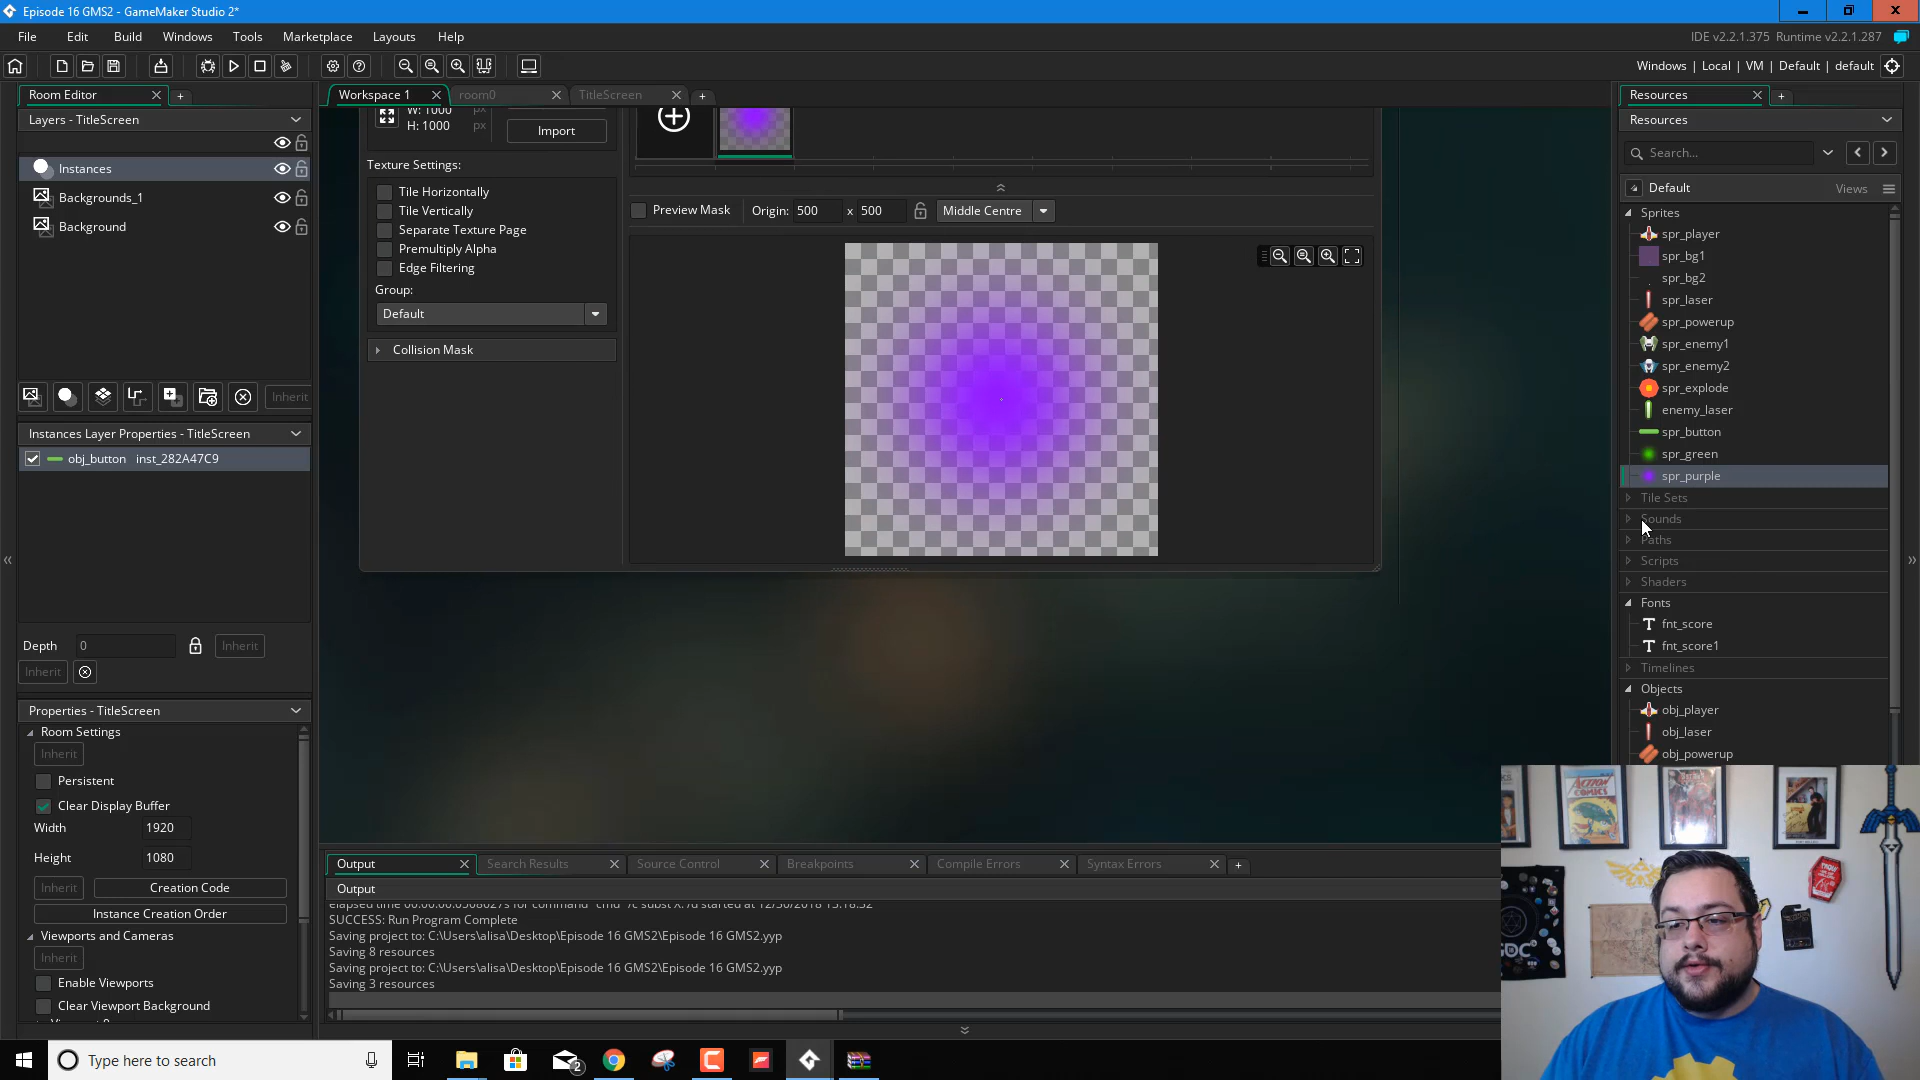 Episode 16 GMS2 - GameMaker Studio 2*
File Edit Build Windows Tools Marketplace Layouts Help
IDE v2.2.1.375 Runtime v2.2.1.287
Windows | Local | VM | Default | default
Room Editor
Layers - TitleScreen
Instances
Backgrounds_1
Background
Inherit
Instances Layer Properties - TitleScreen
obj_button inst_282A47C9
Depth 0 Inherit
Inherit
Properties - TitleScreen
Room Settings
Inherit
Persistent
Clear Display Buffer
Width 1920
Height 1080
Inherit Creation Code
Instance Creation Order
Viewports and Cameras
Inherit
Enable Viewports
Clear Viewport Background
Workspace 1 room0 TitleScreen
W: 1000 px
H: 1000 px
Import
Texture Settings:
Tile Horizontally
Tile Vertically
Separate Texture Page
Premultiply Alpha
Edge Filtering
Group:
Default
Collision Mask
Preview Mask Origin: 500 x 500 Middle Centre
Output Search Results Source Control Breakpoints Compile Errors Syntax Errors
Output
SUCCESS: Run Program Complete
Saving project to: C:\Users\alisa\Desktop\Episode 16 GMS2\Episode 16 GMS2.yyp
Saving 8 resources
Saving project to: C:\Users\alisa\Desktop\Episode 16 GMS2\Episode 16 GMS2.yyp
Saving 3 resources
Resources
Resources
Search...
Default Views
Sprites
spr_player
spr_bg1
spr_bg2
spr_laser
spr_powerup
spr_enemy1
spr_enemy2
spr_explode
enemy_laser
spr_button
spr_green
spr_purple
Tile Sets
Sounds
Paths
Scripts
Shaders
Fonts
fnt_score
fnt_score1
Timelines
Objects
obj_player
obj_laser
obj_powerup
ACTION COMICS
GDC
Type here to search
2